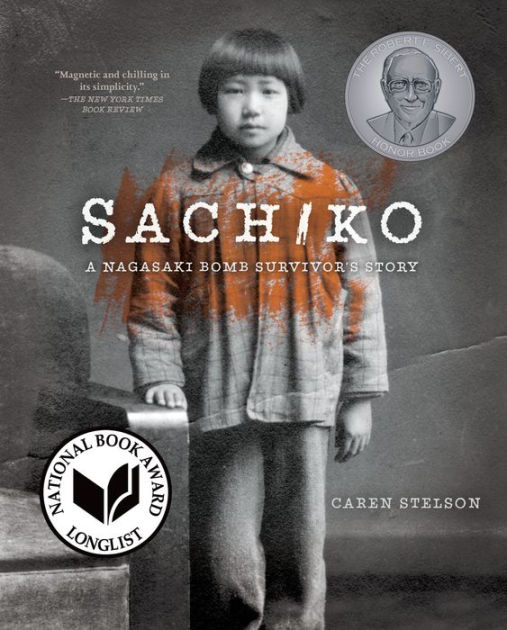 “Magnetic and chilling in
its simplicity.”
—THE NEW YORK TIMES
BOOK REVIEW
THE ROBERT F. SIBERT
HONOR BOOK
SACHIKO
A NAGASAKI BOMB SURVIVOR'S STORY
NATIONAL BOOK AWARD
LONGLIST
CAREN STELSON